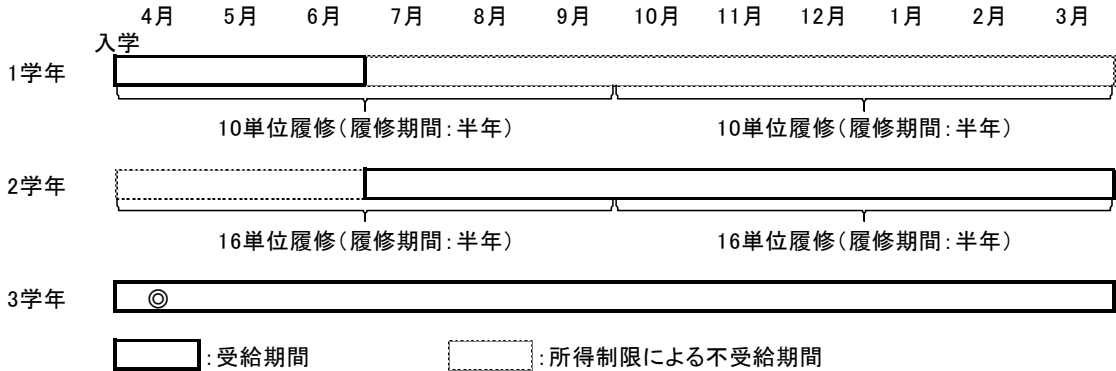 4月 5月 6月 7月 8月 9月 10月 11月 12月 1月 2月 3月
入学
1学年
10単位履修(履修期間:半年) 10単位履修(履修期間:半年)
2学年
16単位履修(履修期間:半年) 16単位履修(履修期間:半年)
3学年 ◎
:受給期間 :所得制限による不受給期間